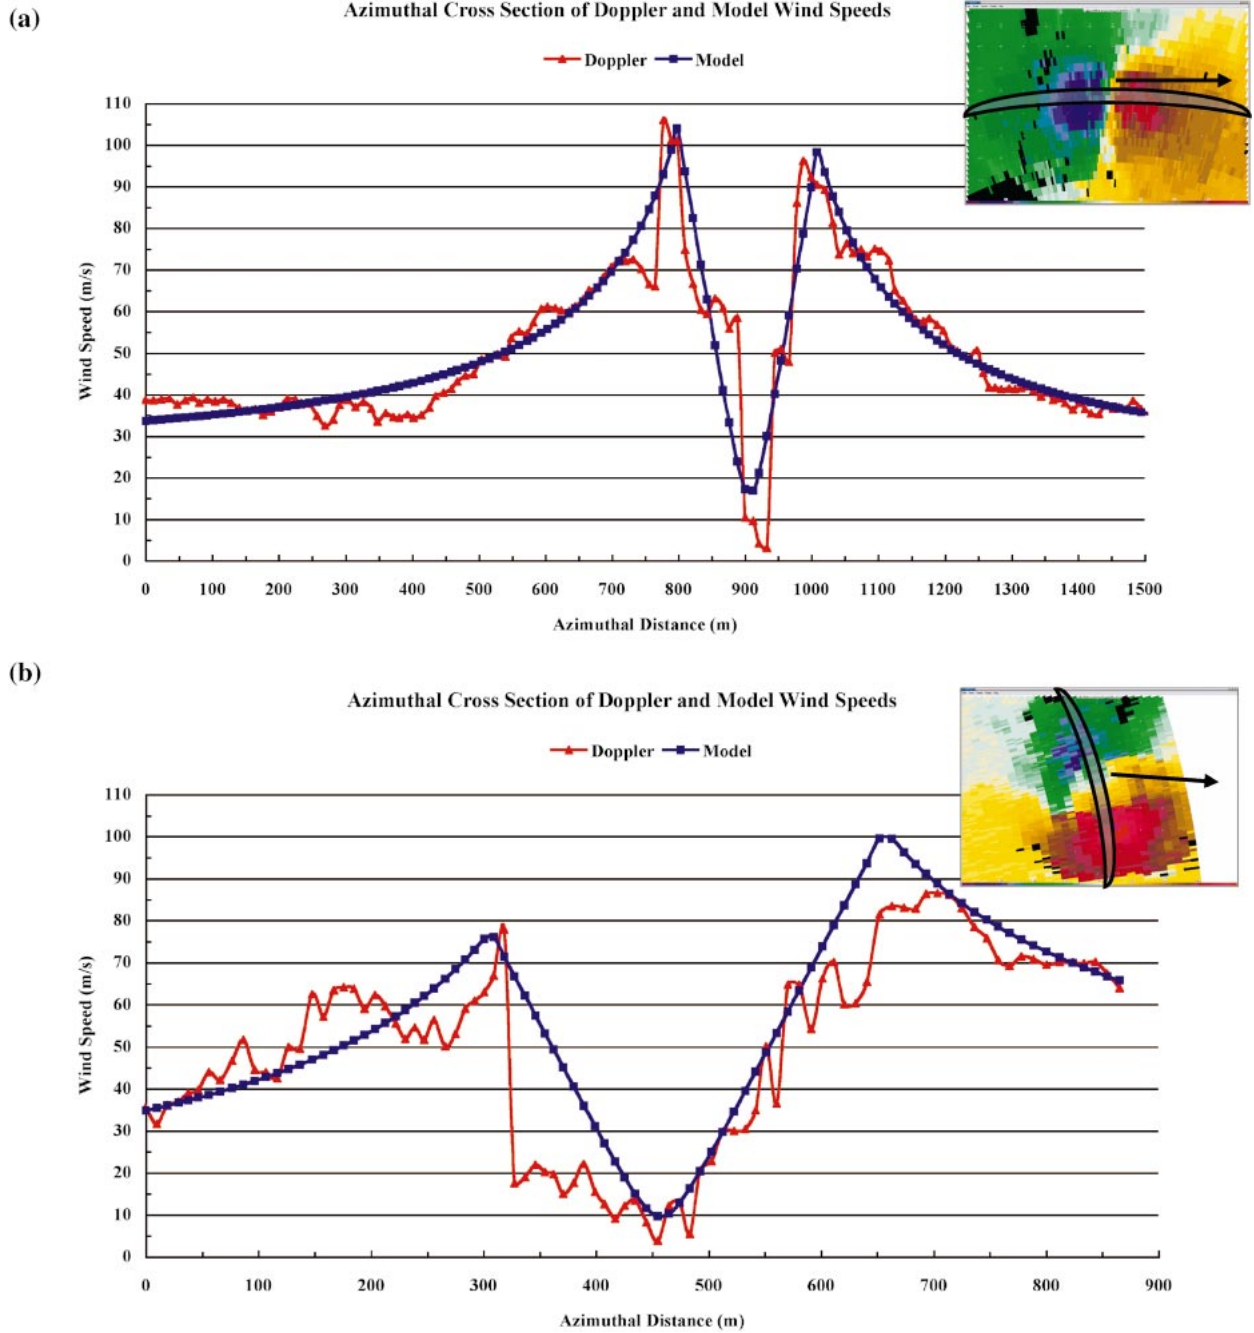 (a)
Azimuthal Cross Section of Doppler and Model Wind Speeds
Doppler Model
110
100
90
80
70
60
50
40
30
20
10
0
Wind Speed (m/s)
0 100 200 300 400 500 600 700 800 900 1000 1100 1200 1300 1400 1500
Azimuthal Distance (m)
(b)
Azimuthal Cross Section of Doppler and Model Wind Speeds
Doppler Model
110
100
90
80
70
60
50
40
30
20
10
0
Wind Speed (m/s)
0 100 200 300 400 500 600 700 800 900
Azimuthal Distance (m)